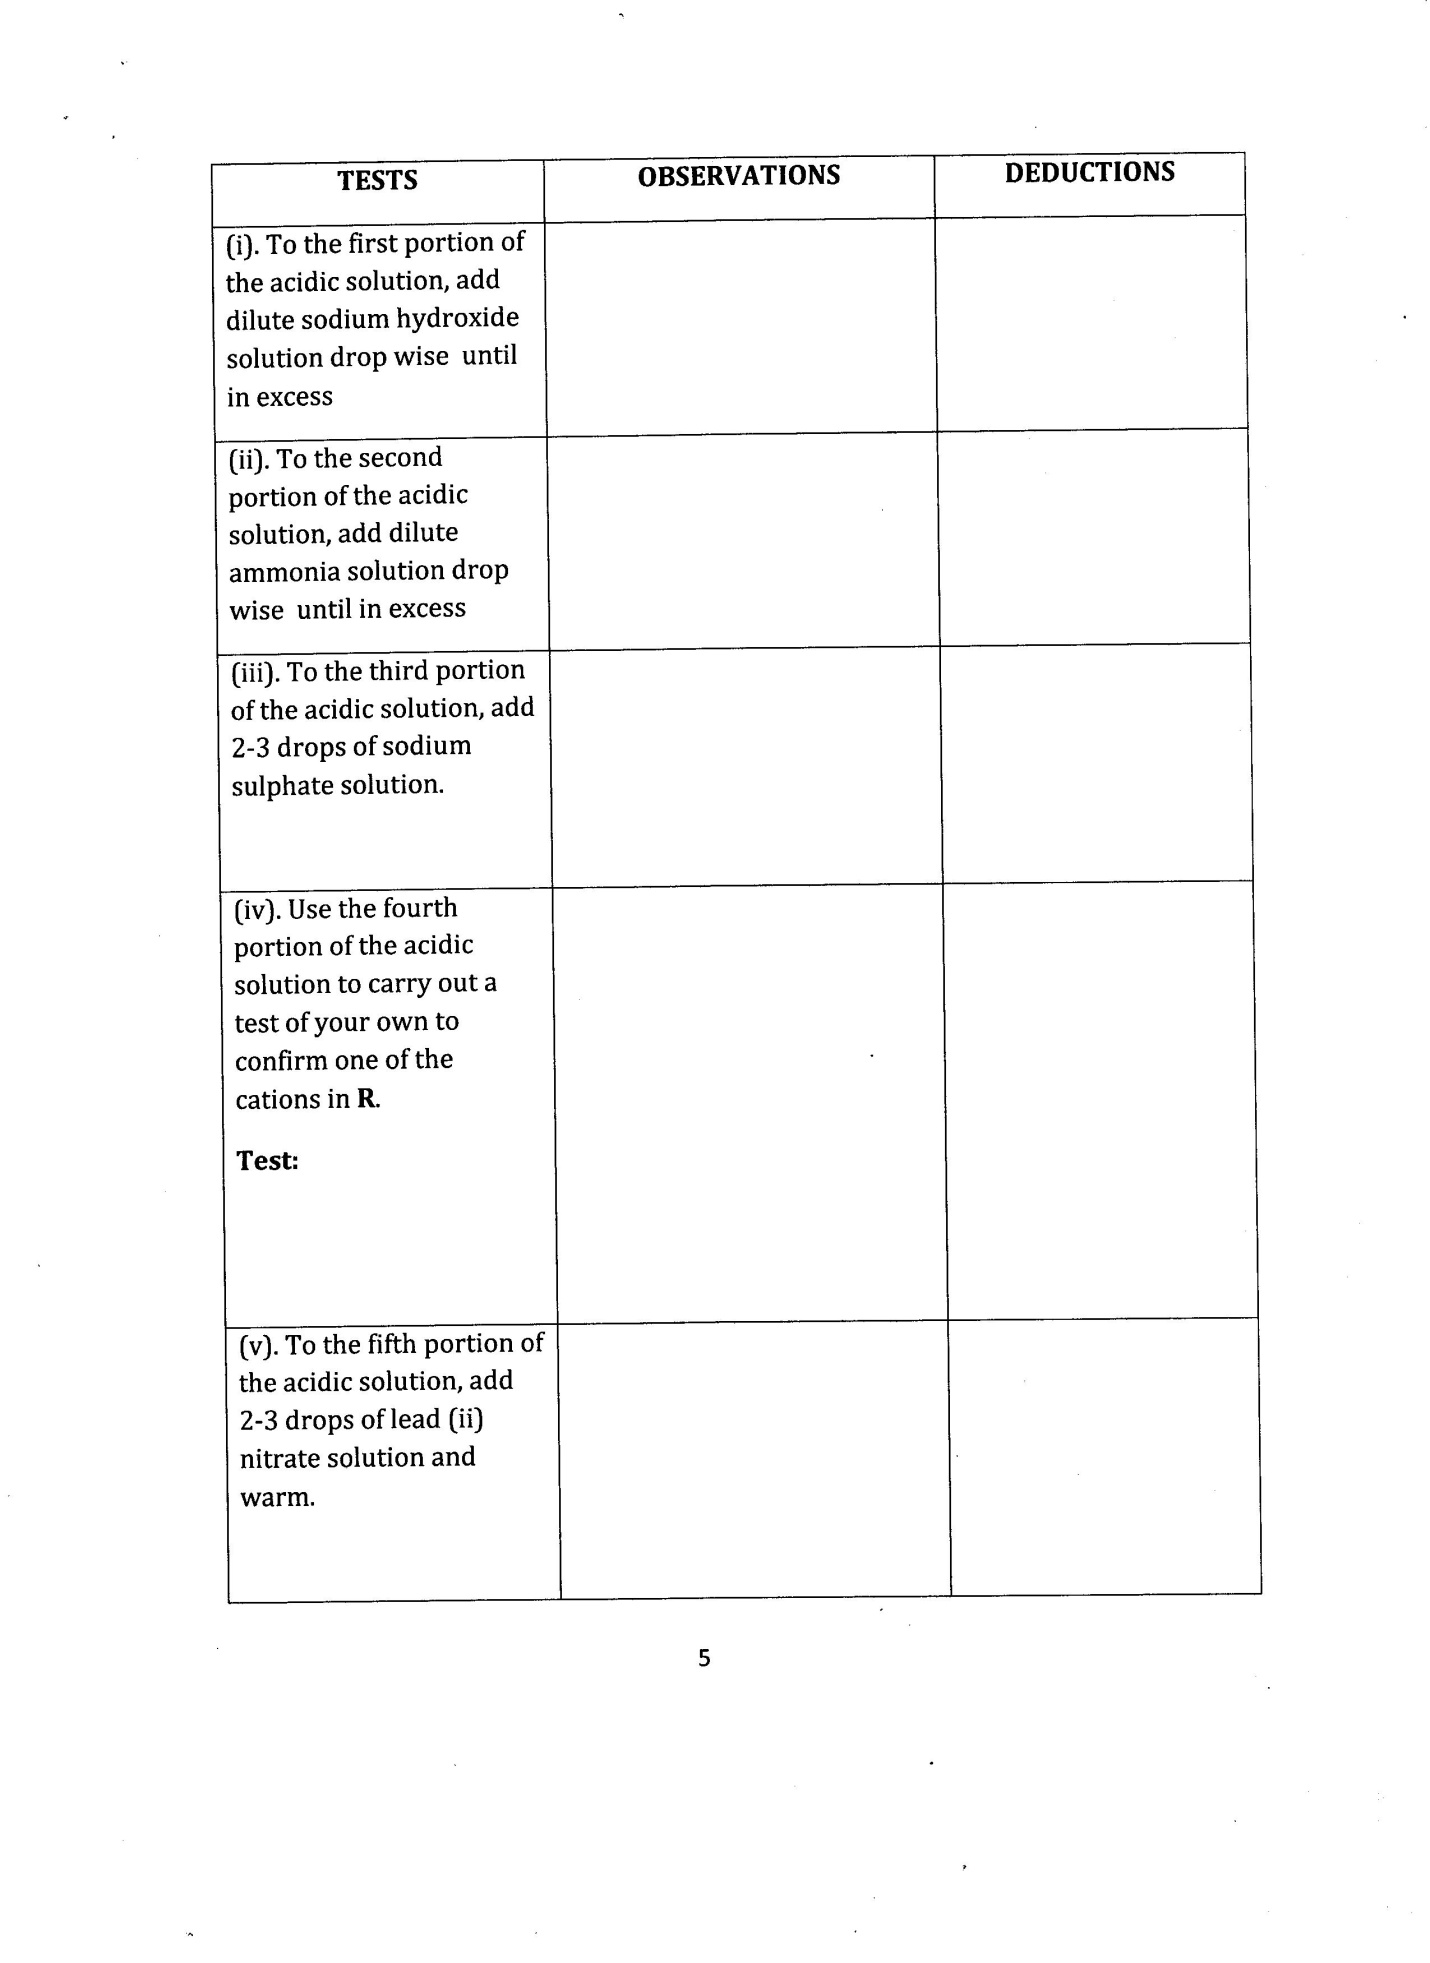 TESTS OBSERVATIONS DEDUCTIONS
(i). To the first portion of
the acidic solution, add
dilute sodium hydroxide
solution drop wise until
in excess
(ii). To the second
portion of the acidic
solution, add dilute
ammonia solution drop
wise until in excess
(iii). To the third portion
of the acidic solution, add
2-3 drops of sodium
sulphate solution.
(iv). Use the fourth
portion of the acidic
solution to carry out a
test of your own to
confirm one of the
cations in R.
Test:
(v). To the fifth portion of
the acidic solution, add
2-3 drops of lead (ii)
nitrate solution and
warm.
5